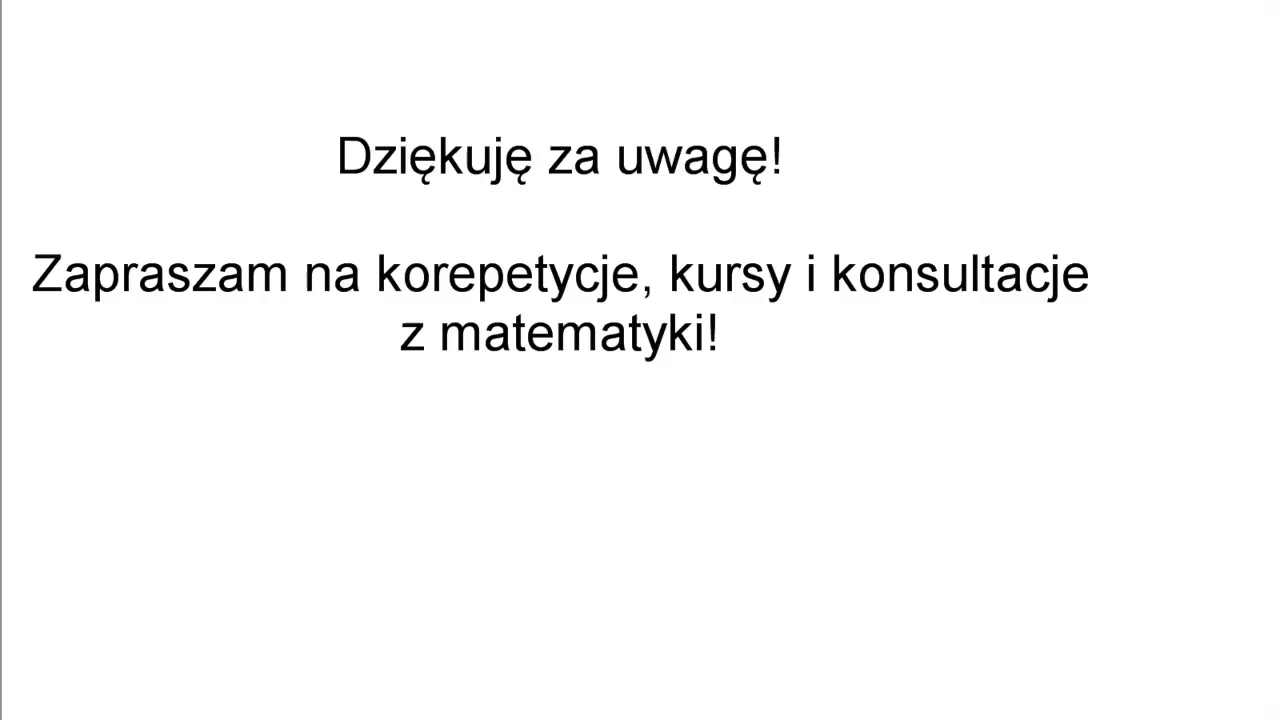 Dziękuję za uwagę!
Zapraszam na korepetycje, kursy i konsultacje
z matematyki!